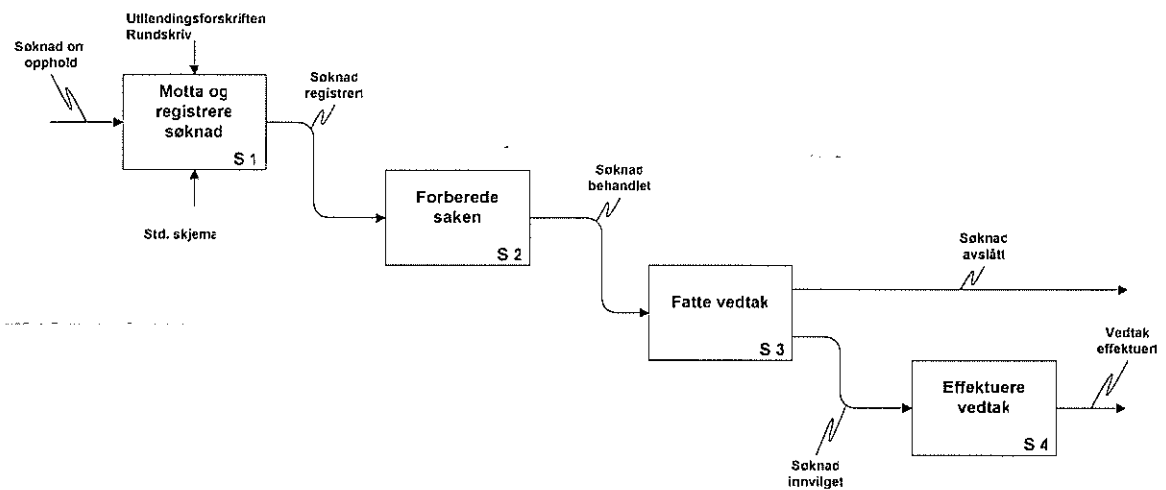 Utlendingsforskriften
Rundskriv
Søknad om
opphold
Motta og
registrere
søknad
S 1
Std. skjema
Søknad
registrert
Forberede
saken
S 2
Søknad
behandlet
Fatte vedtak
S 3
Søknad
avslått
Søknad
innvilget
Effektuere
vedtak
S 4
Vedtak
effektuert